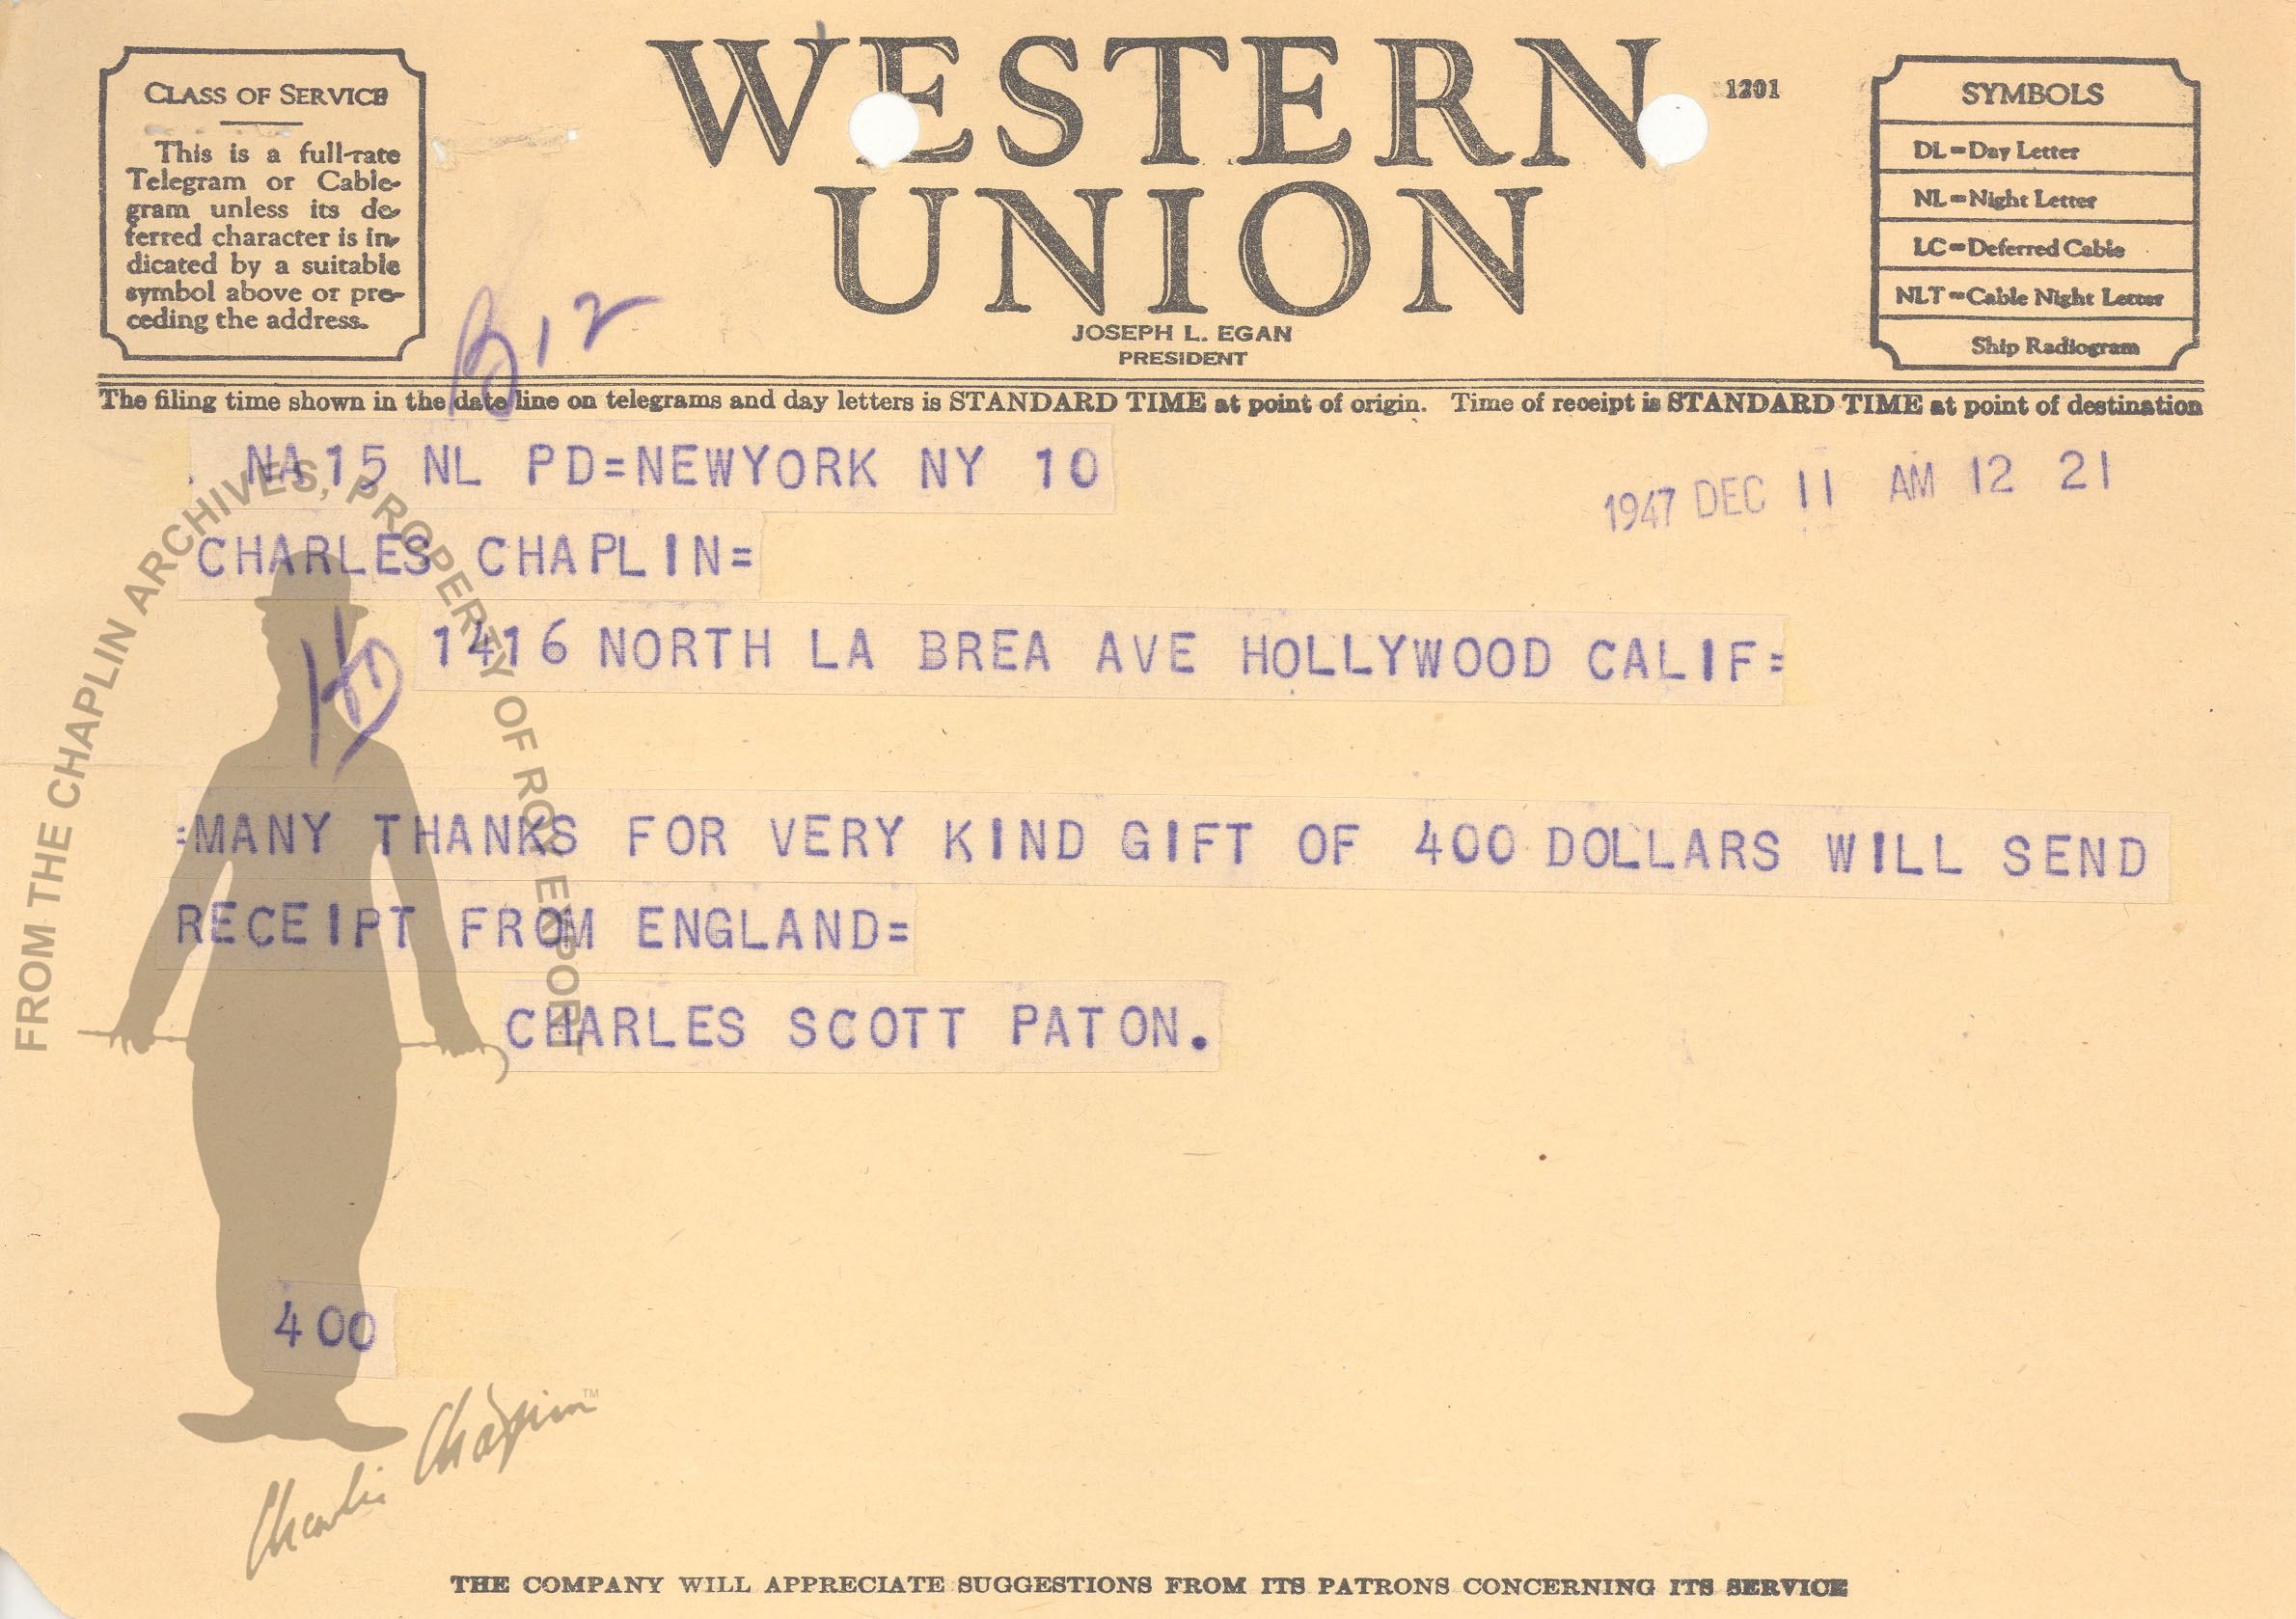 CLASS OF SERVICE
This is a full-rate
Telegram or Cable-
gram unless its de-
ferred character is in-
dicated by a suitable
symbol above or pre-
ceding the address.
WESTERN
UNION
1201
JOSEPH L. EGAN
PRESIDENT
SYMBOLS
DL=Day Letter
NL=Night Letter
LC=Deferred Cable
NLT=Cable Night Letter
Ship Radiogram
The filing time shown in the date line on telegrams and day letters is STANDARD TIME at point of origin. Time of receipt is STANDARD TIME at point of destination
NA15 NL PD=NEWYORK NY 10
1947 DEC 11 AM 12 21
CHARLES CHAPLIN=
1416 NORTH LA BREA AVE HOLLYWOOD CALIF=
=MANY THANKS FOR VERY KIND GIFT OF 400 DOLLARS WILL SEND
RECEIPT FROM ENGLAND=
CHARLES SCOTT PATON.
400
FROM THE CHAPLIN ARCHIVES, PROPERTY OF ROY EXPORT
Charlie Chaplin™
THE COMPANY WILL APPRECIATE SUGGESTIONS FROM ITS PATRONS CONCERNING ITS SERVICE